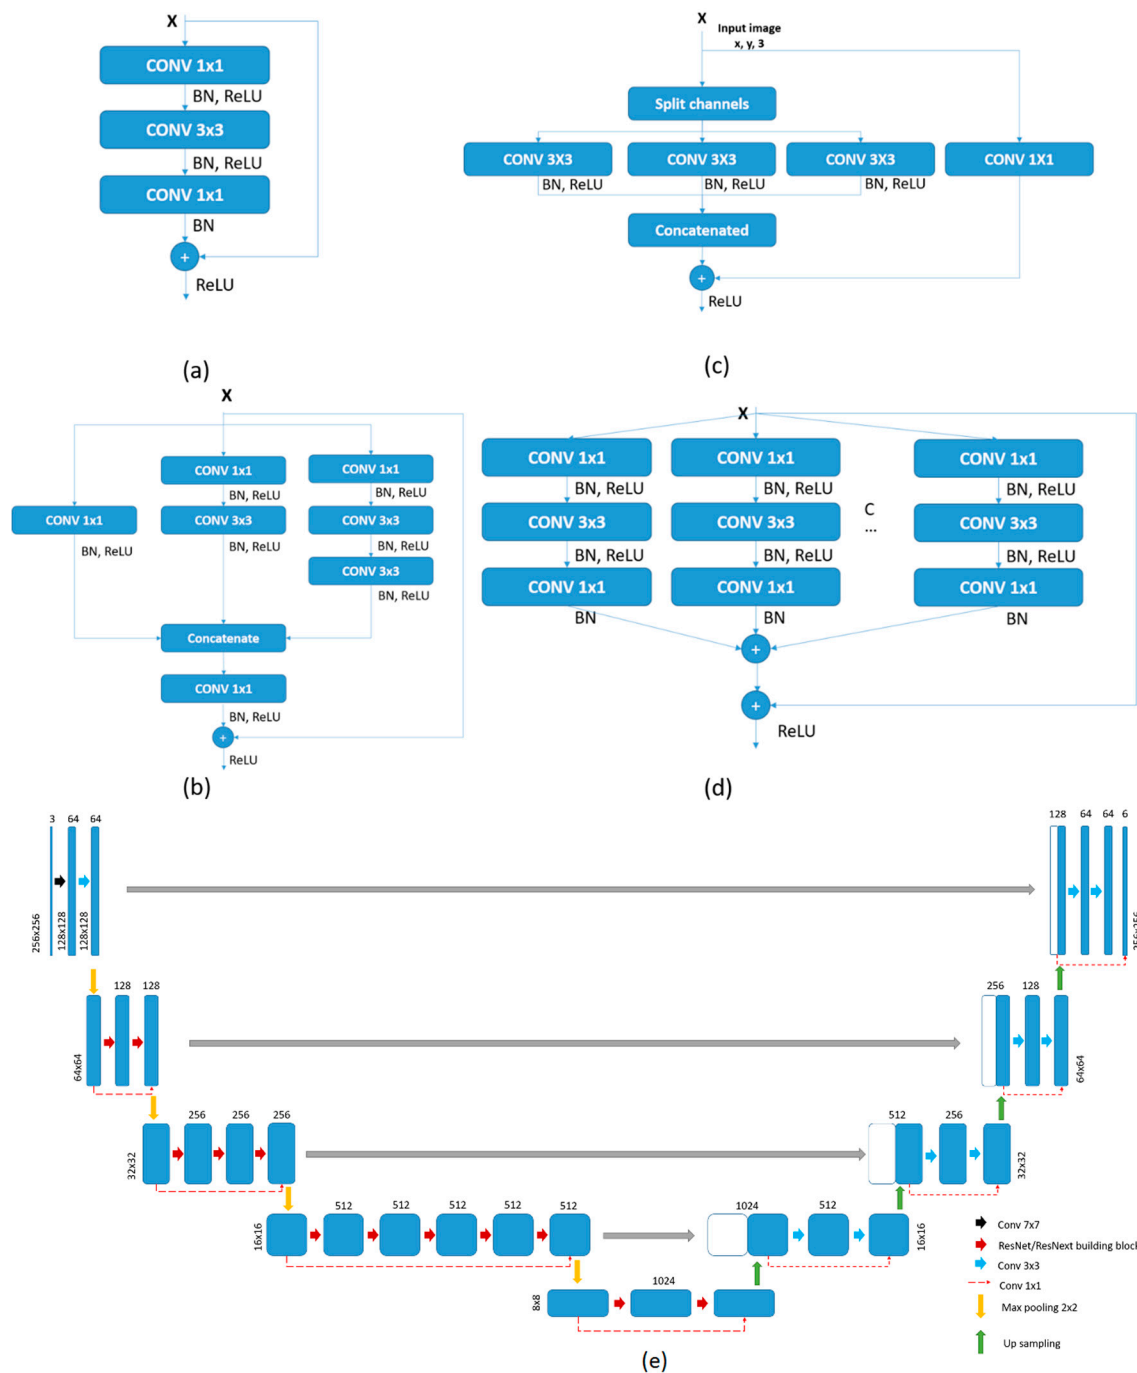 X
CONV 1x1
BN, ReLU
CONV 3x3
BN, ReLU
CONV 1x1
BN
+
ReLU
(a)
X
Input image
x, y, 3
Split channels
CONV 3X3 CONV 3X3 CONV 3X3 CONV 1X1
BN, ReLU BN, ReLU BN, ReLU
Concatenated
+
ReLU
(c)
X
CONV 1x1 CONV 1x1
BN, ReLU BN, ReLU
CONV 1x1 CONV 3x3 CONV 3x3
BN, ReLU BN, ReLU BN, ReLU
CONV 3x3
BN, ReLU
Concatenate
CONV 1x1
BN, ReLU
+
ReLU
(b)
X
CONV 1x1 CONV 1x1 CONV 1x1
BN, ReLU BN, ReLU BN, ReLU
C
...
CONV 3x3 CONV 3x3 CONV 3x3
BN, ReLU BN, ReLU BN, ReLU
CONV 1x1 CONV 1x1 CONV 1x1
BN BN BN
+
+
ReLU
(d)
3 64 64
256x256
128x128
128x128
128 64 64 6
256x256
128 128
64x64
256 128
64x64
256 256 256
32x32
512 256
32x32
512 512 512 512 512
16x16
1024 512
16x16
1024
8x8
Conv 7x7
ResNet/ResNext building block
Conv 3x3
Conv 1x1
Max pooling 2x2
Up sampling
(e)